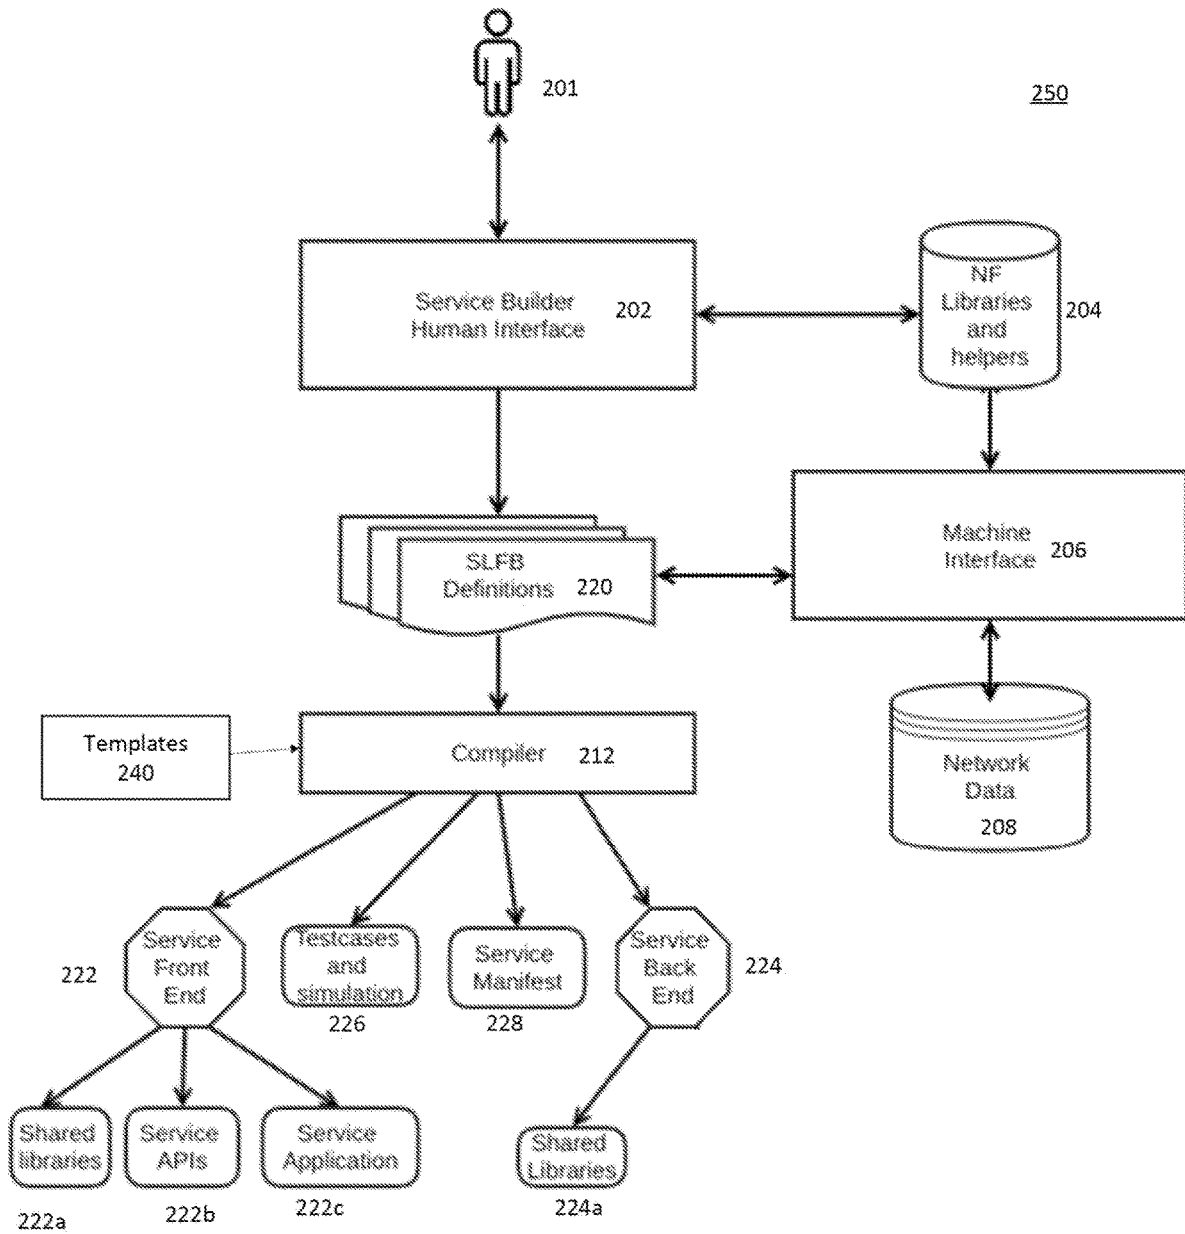 201
250
Service Builder
Human Interface
202
NF
Libraries
and
helpers
204
Machine
Interface
206
SLFB
Definitions
220
Templates
240
Compiler
212
Network
Data
208
Service
Front
End
222
Testcases
and
simulation
226
Service
Manifest
228
Service
Back
End
224
Shared
libraries
222a
Service
APIs
222b
Service
Application
222c
Shared
Libraries
224a